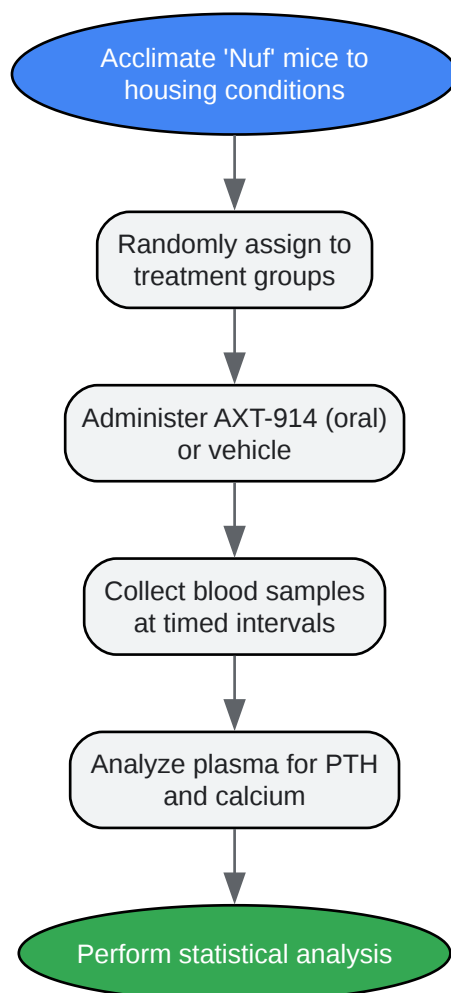 Acclimate 'Nuf' mice to
housing conditions
Randomly assign to
treatment groups
Administer AXT-914 (oral)
or vehicle
Collect blood samples
at timed intervals
Analyze plasma for PTH
and calcium
Perform statistical analysis